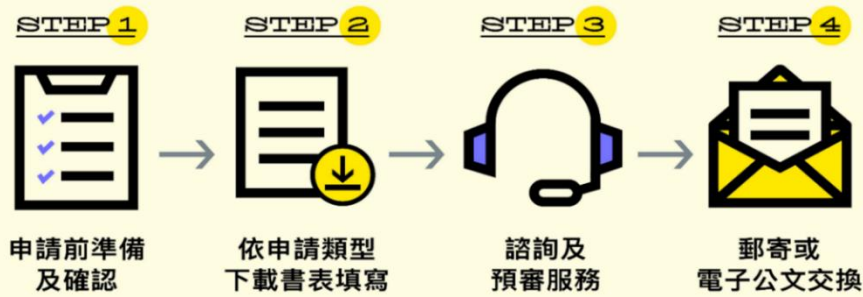 STEP 1
STEP 2
STEP 3
STEP 4
申請前準備
及確認
依申請類型
下載書表填寫
諮詢及
預審服務
郵寄或
電子公文交換